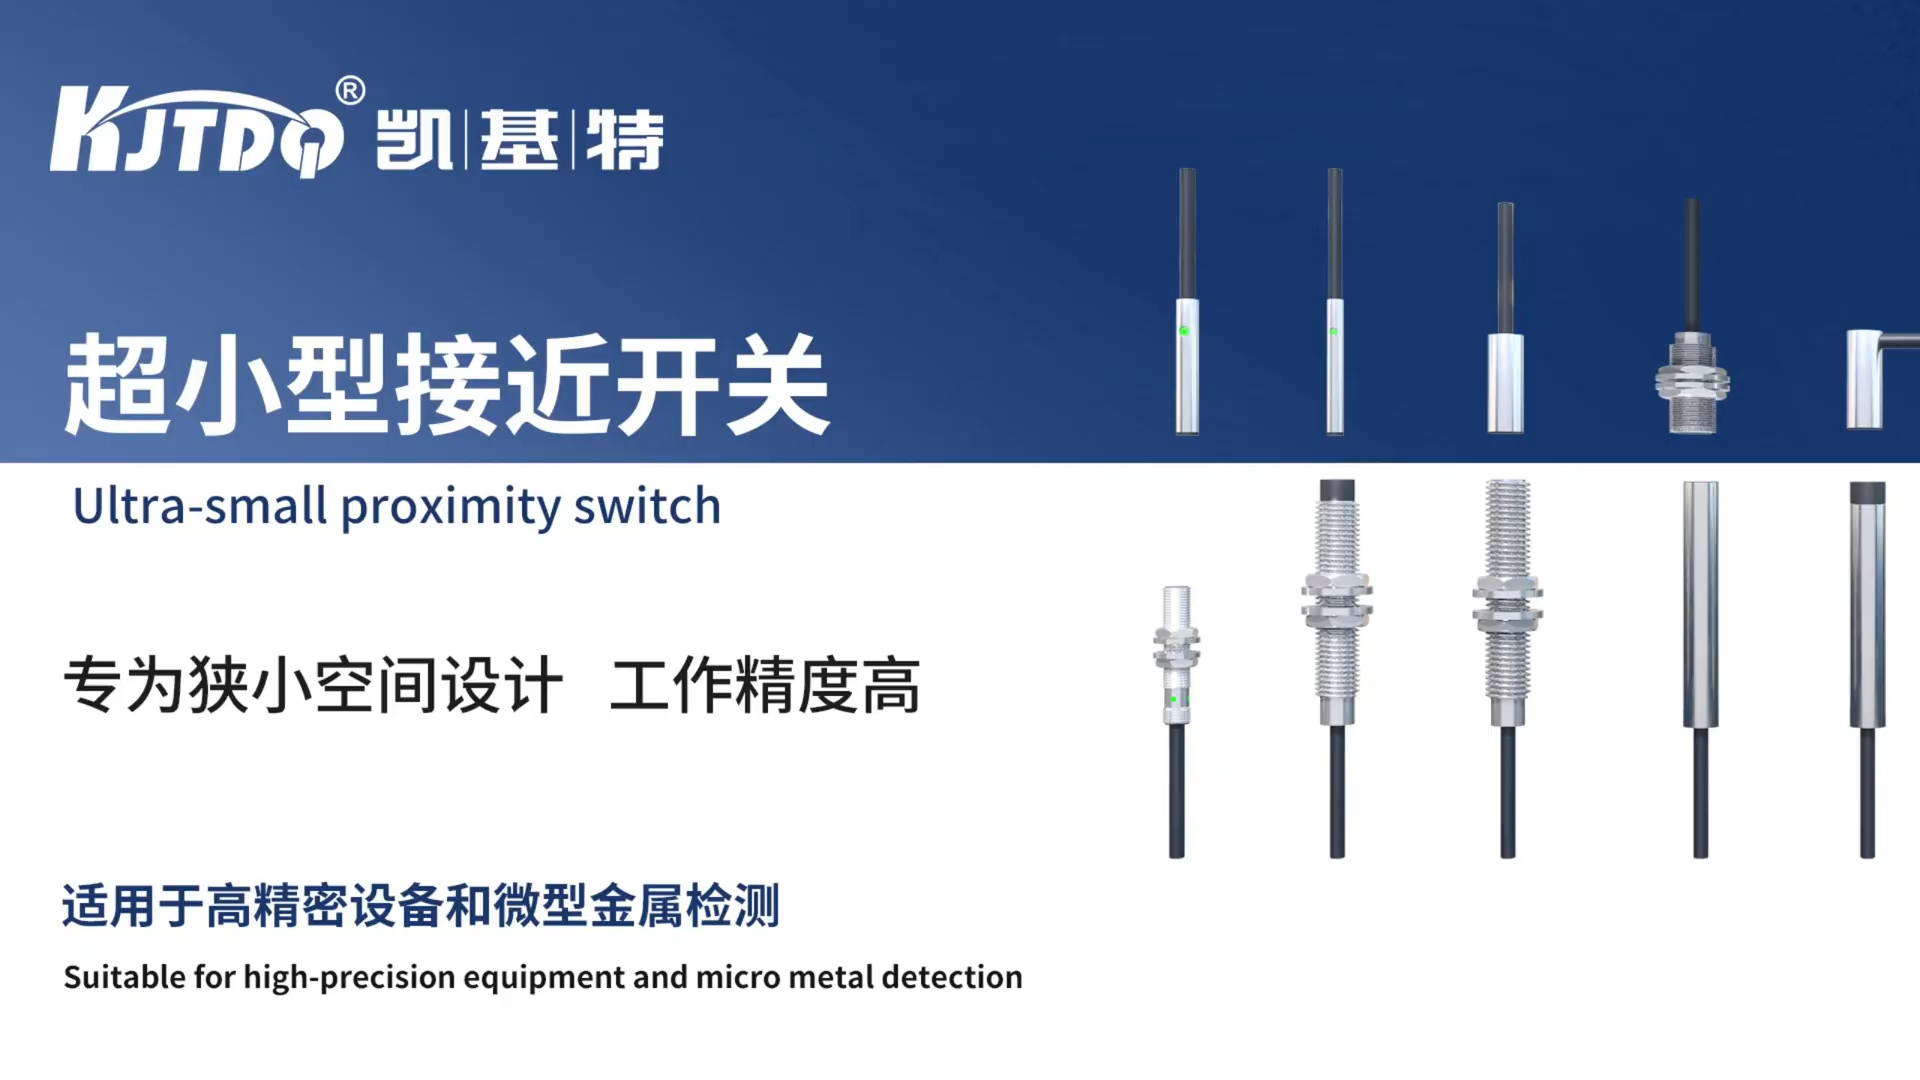 KJTDQ® 凯基特
超小型接近开关
Ultra-small proximity switch
专为狭小空间设计 工作精度高
适用于高精密设备和微型金属检测
Suitable for high-precision equipment and micro metal detection